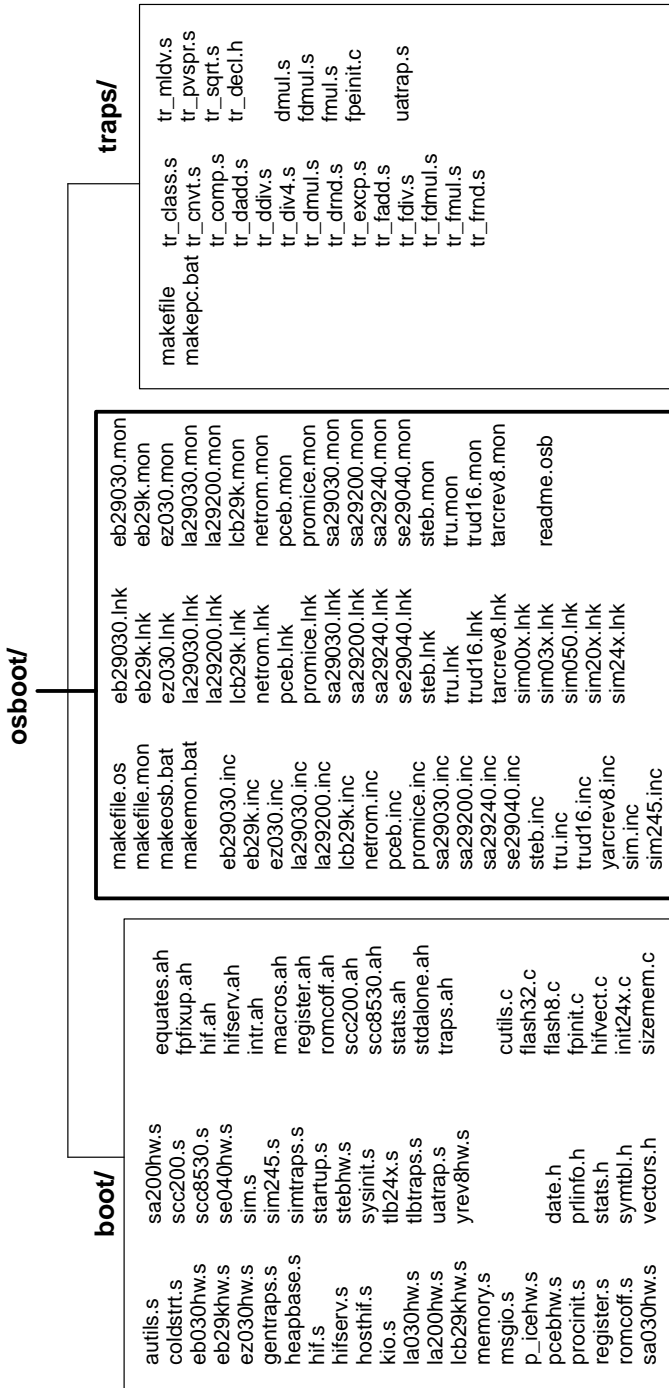 osboot/
boot/
autils.s
coldstrt.s
eb030hw.s
eb29khw.s
ez030hw.s
gentraps.s
heapbase.s
hif.s
hifserv.s
hosthif.s
kio.s
la030hw.s
la200hw.s
lcb29khw.s
memory.s
msgio.s
p_icehw.s
pcebhw.s
procinit.s
register.s
romcoff.s
sa030hw.s
sa200hw.s
scc200.s
scc8530.s
se040hw.s
sim.s
sim245.s
simtraps.s
startup.s
stebhw.s
sysinit.s
tlb24x.s
tlbtraps.s
uatrap.s
yrev8hw.s
date.h
prlinfo.h
stats.h
symtbl.h
vectors.h
equates.ah
fpfixup.ah
hif.ah
hifserv.ah
intr.ah
macros.ah
register.ah
romcoff.ah
scc200.ah
scc8530.ah
stats.ah
stdalone.ah
traps.ah
cutils.c
flash32.c
flash8.c
fpinit.c
hifvect.c
init24x.c
sizemem.c
makefile.os
makefile.mon
makeosb.bat
makemon.bat
eb29030.inc
eb29k.inc
ez030.inc
la29030.inc
la29200.inc
lcb29k.inc
netrom.inc
pceb.inc
promice.inc
sa29030.inc
sa29200.inc
sa29240.inc
se29040.inc
steb.inc
tru.inc
trud16.inc
yarcrev8.inc
sim.inc
sim245.inc
eb29030.lnk
eb29k.lnk
ez030.lnk
la29030.lnk
la29200.lnk
lcb29k.lnk
netrom.lnk
pceb.lnk
promice.lnk
sa29030.lnk
sa29200.lnk
sa29240.lnk
se29040.lnk
steb.lnk
tru.lnk
trud16.lnk
tarcrev8.lnk
sim00x.lnk
sim03x.lnk
sim050.lnk
sim20x.lnk
sim24x.lnk
eb29030.mon
eb29k.mon
ez030.mon
la29030.mon
la29200.mon
lcb29k.mon
netrom.mon
pceb.mon
promice.mon
sa29030.mon
sa29200.mon
sa29240.mon
se29040.mon
steb.mon
tru.mon
trud16.mon
tarcrev8.mon
readme.osb
traps/
makefile
makepc.bat
tr_class.s
tr_cnvt.s
tr_comp.s
tr_dadd.s
tr_ddiv.s
tr_div4.s
tr_dmul.s
tr_drnd.s
tr_excp.s
tr_fadd.s
tr_fdiv.s
tr_fdmul.s
tr_fmul.s
tr_frnd.s
tr_mldv.s
tr_pvspr.s
tr_sqrt.s
tr_decl.h
dmul.s
fdmul.s
fmul.s
fpeinit.c
uatrap.s